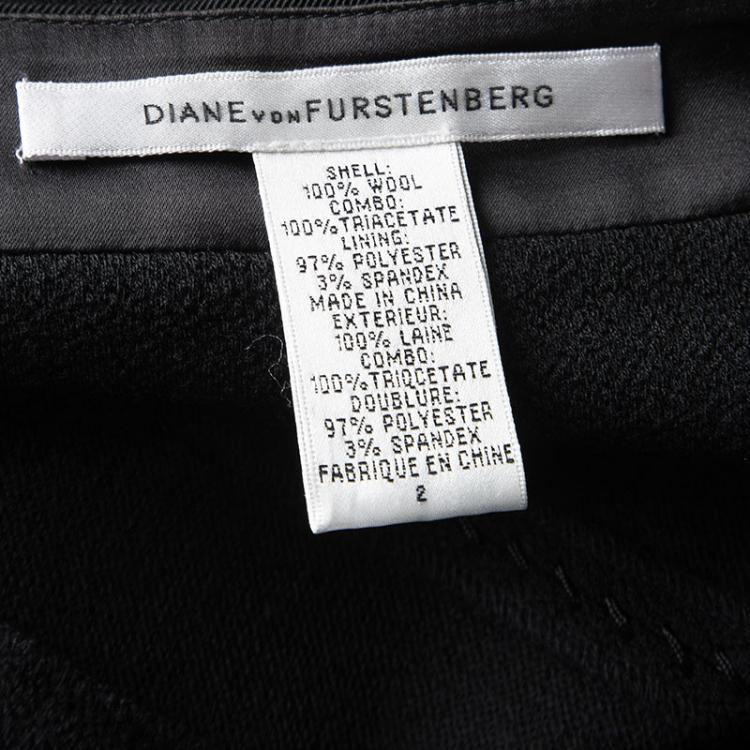 DIANE VON FURSTENBERG
SHELL:
100% WOOL
COMBO:
100% TRIACETATE
LINING:
97% POLYESTER
3% SPANDEX
MADE IN CHINA
EXTERIEUR:
100% LAINE
COMBO:
100% TRIQCETATE
DOUBLURE:
97% POLYESTER
3% SPANDEX
FABRIQUE EN CHINE
2